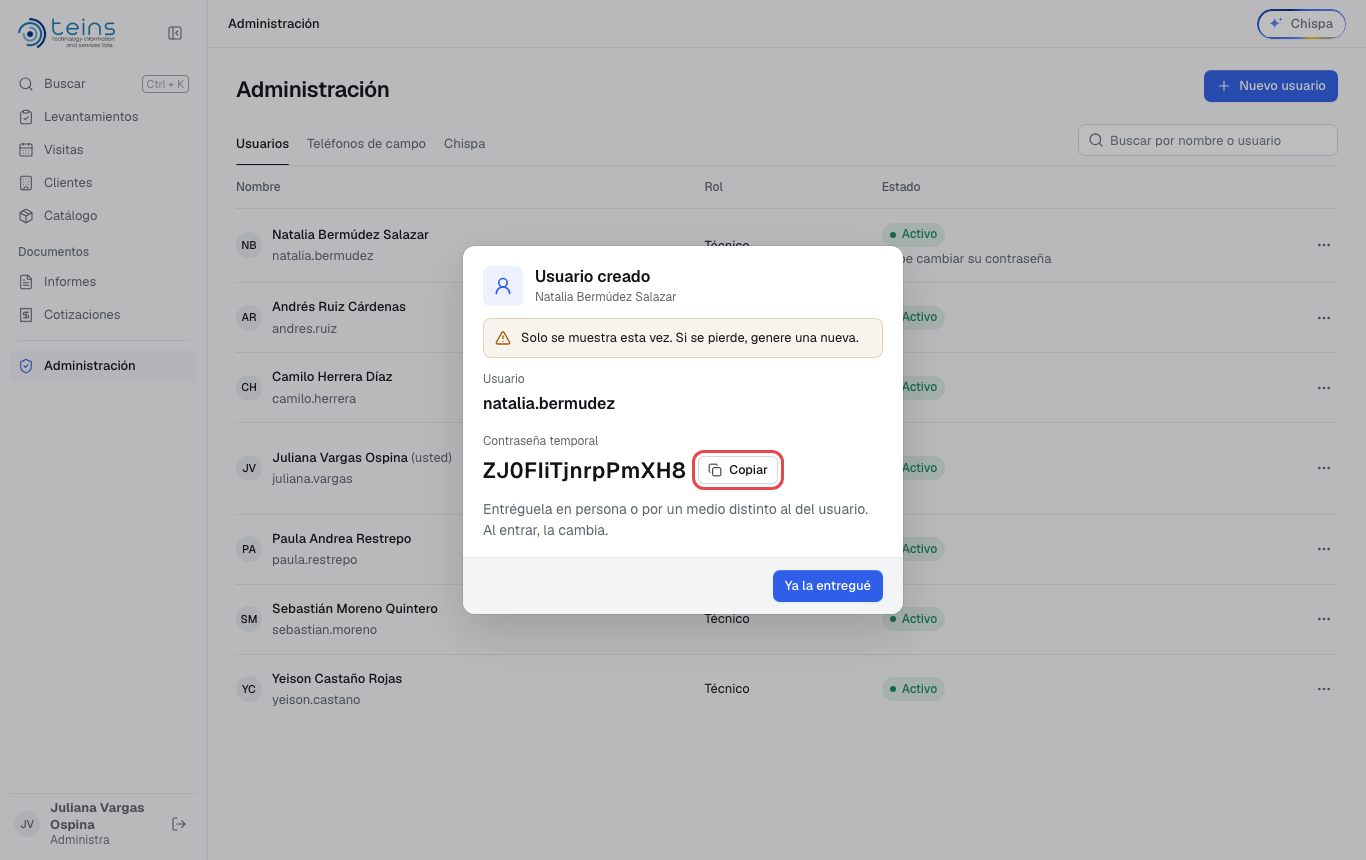 teins
Technology information
and services ltda.
Buscar
Ctrl + K
Levantamientos
Visitas
Clientes
Catálogo
Documentos
Informes
Cotizaciones
Administración
JV
Juliana Vargas
Ospina
Administra
Administración
Chispa
Administración
Nuevo usuario
Usuarios
Teléfonos de campo
Chispa
Buscar por nombre o usuario
Nombre
Rol
Estado
NB
Natalia Bermúdez Salazar
natalia.bermudez
Técnico
Activo
be cambiar su contraseña
AR
Andrés Ruiz Cárdenas
andres.ruiz
Activo
CH
Camilo Herrera Díaz
camilo.herrera
Activo
JV
Juliana Vargas Ospina (usted)
juliana.vargas
Activo
PA
Paula Andrea Restrepo
paula.restrepo
Activo
SM
Sebastián Moreno Quintero
sebastian.moreno
Técnico
Activo
YC
Yeison Castaño Rojas
yeison.castano
Técnico
Activo
Usuario creado
Natalia Bermúdez Salazar
Solo se muestra esta vez. Si se pierde, genere una nueva.
Usuario
natalia.bermudez
Contraseña temporal
ZJ0FIiTjnrpPmXH8
Copiar
Entréguela en persona o por un medio distinto al del usuario.
Al entrar, la cambia.
Ya la entregué